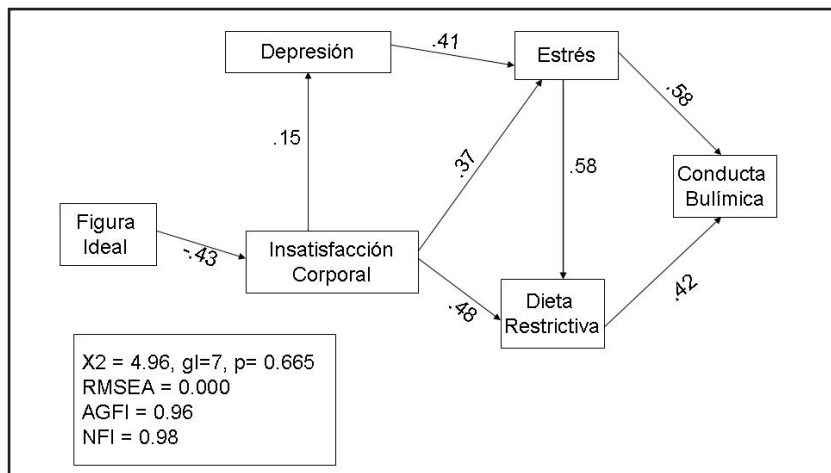 Depresión
.41
Estrés
.58
.15
.37
.58
Conducta
Bulímica
Figura
Ideal
-.43
Insatisfacción
Corporal
.48
Dieta
Restrictiva
.42
X2 = 4.96, gl=7, p= 0.665
RMSEA = 0.000
AGFI = 0.96
NFI = 0.98